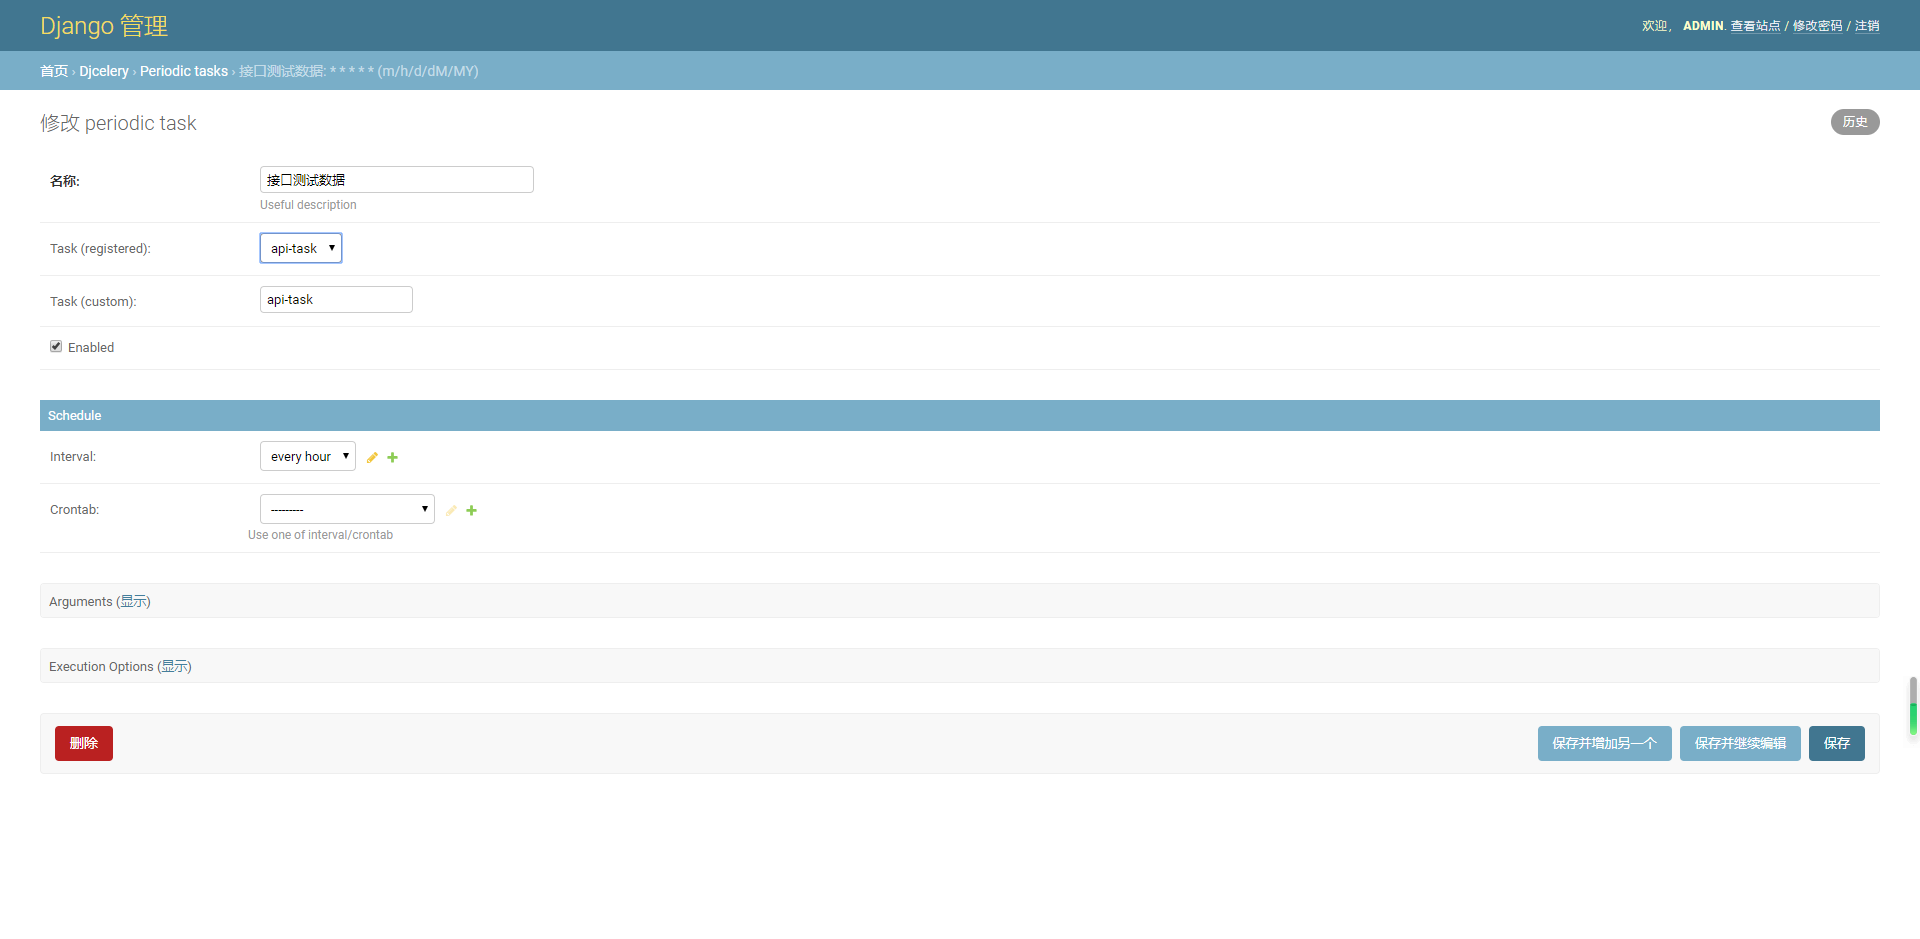 Django 管理
欢迎， ADMIN. 查看站点 / 修改密码 / 注销
首页 › Djcelery › Periodic tasks › 接口测试数据: * * * * * (m/h/d/dM/MY)
修改 periodic task
历史
名称:
接口测试数据
Useful description
Task (registered):
api-task
Task (custom):
api-task
Enabled
Schedule
Interval:
every hour
Crontab:
---------
Use one of interval/crontab
Arguments (显示)
Execution Options (显示)
删除
保存并增加另一个
保存并继续编辑
保存